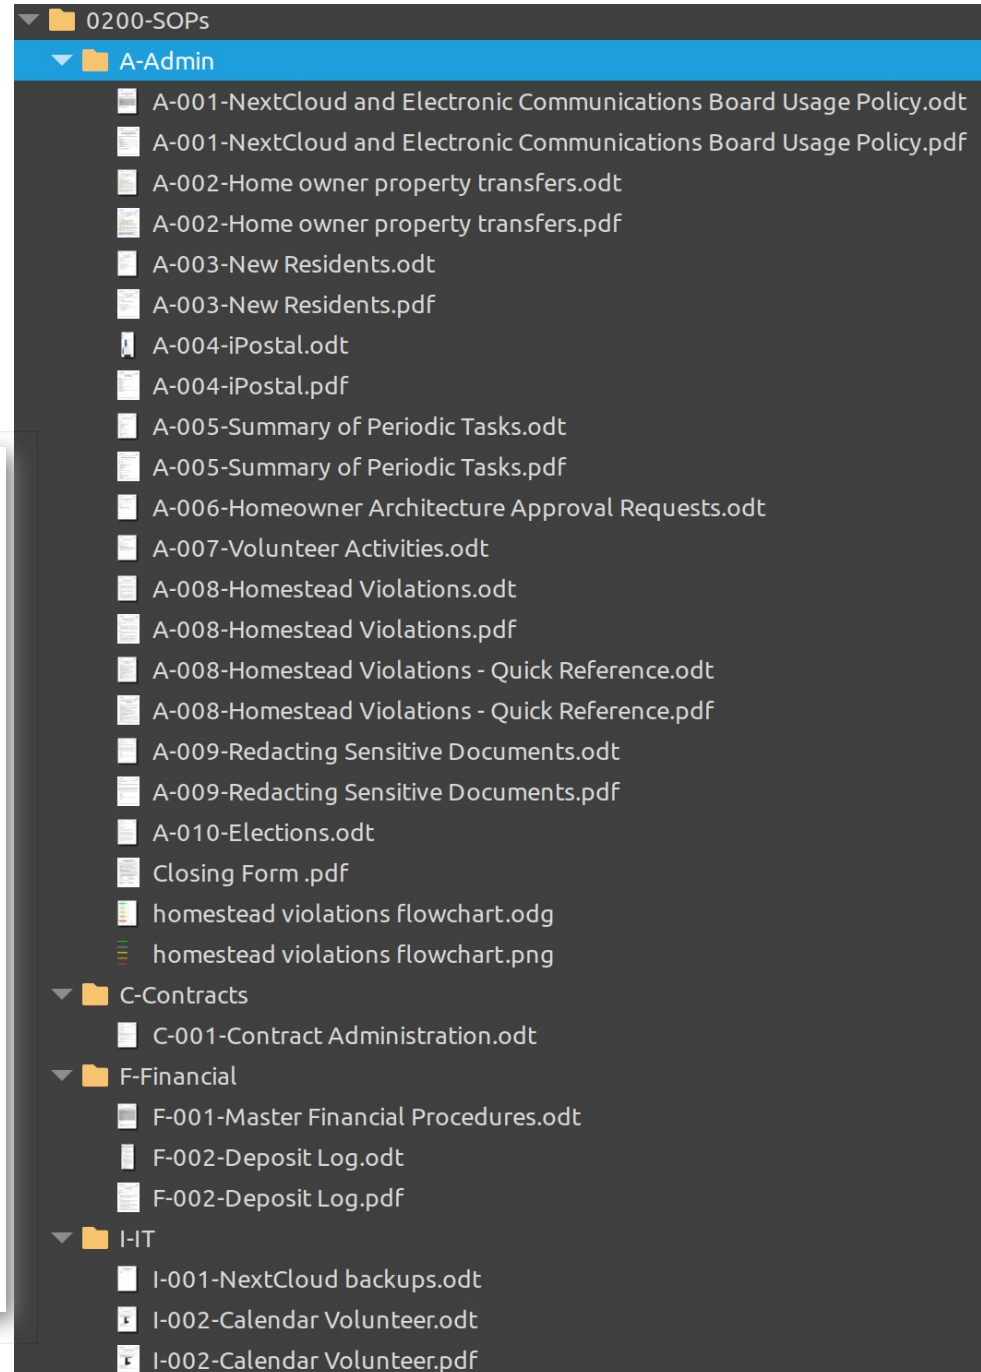 0200-SOPs
A-Admin
A-001-NextCloud and Electronic Communications Board Usage Policy.odt
A-001-NextCloud and Electronic Communications Board Usage Policy.pdf
A-002-Home owner property transfers.odt
A-002-Home owner property transfers.pdf
A-003-New Residents.odt
A-003-New Residents.pdf
A-004-iPostal.odt
A-004-iPostal.pdf
A-005-Summary of Periodic Tasks.odt
A-005-Summary of Periodic Tasks.pdf
A-006-Homeowner Architecture Approval Requests.odt
A-007-Volunteer Activities.odt
A-008-Homestead Violations.odt
A-008-Homestead Violations.pdf
A-008-Homestead Violations - Quick Reference.odt
A-008-Homestead Violations - Quick Reference.pdf
A-009-Redacting Sensitive Documents.odt
A-009-Redacting Sensitive Documents.pdf
A-010-Elections.odt
Closing Form .pdf
homestead violations flowchart.odg
homestead violations flowchart.png
C-Contracts
C-001-Contract Administration.odt
F-Financial
F-001-Master Financial Procedures.odt
F-002-Deposit Log.odt
F-002-Deposit Log.pdf
I-IT
I-001-NextCloud backups.odt
I-002-Calendar Volunteer.odt
I-002-Calendar Volunteer.pdf